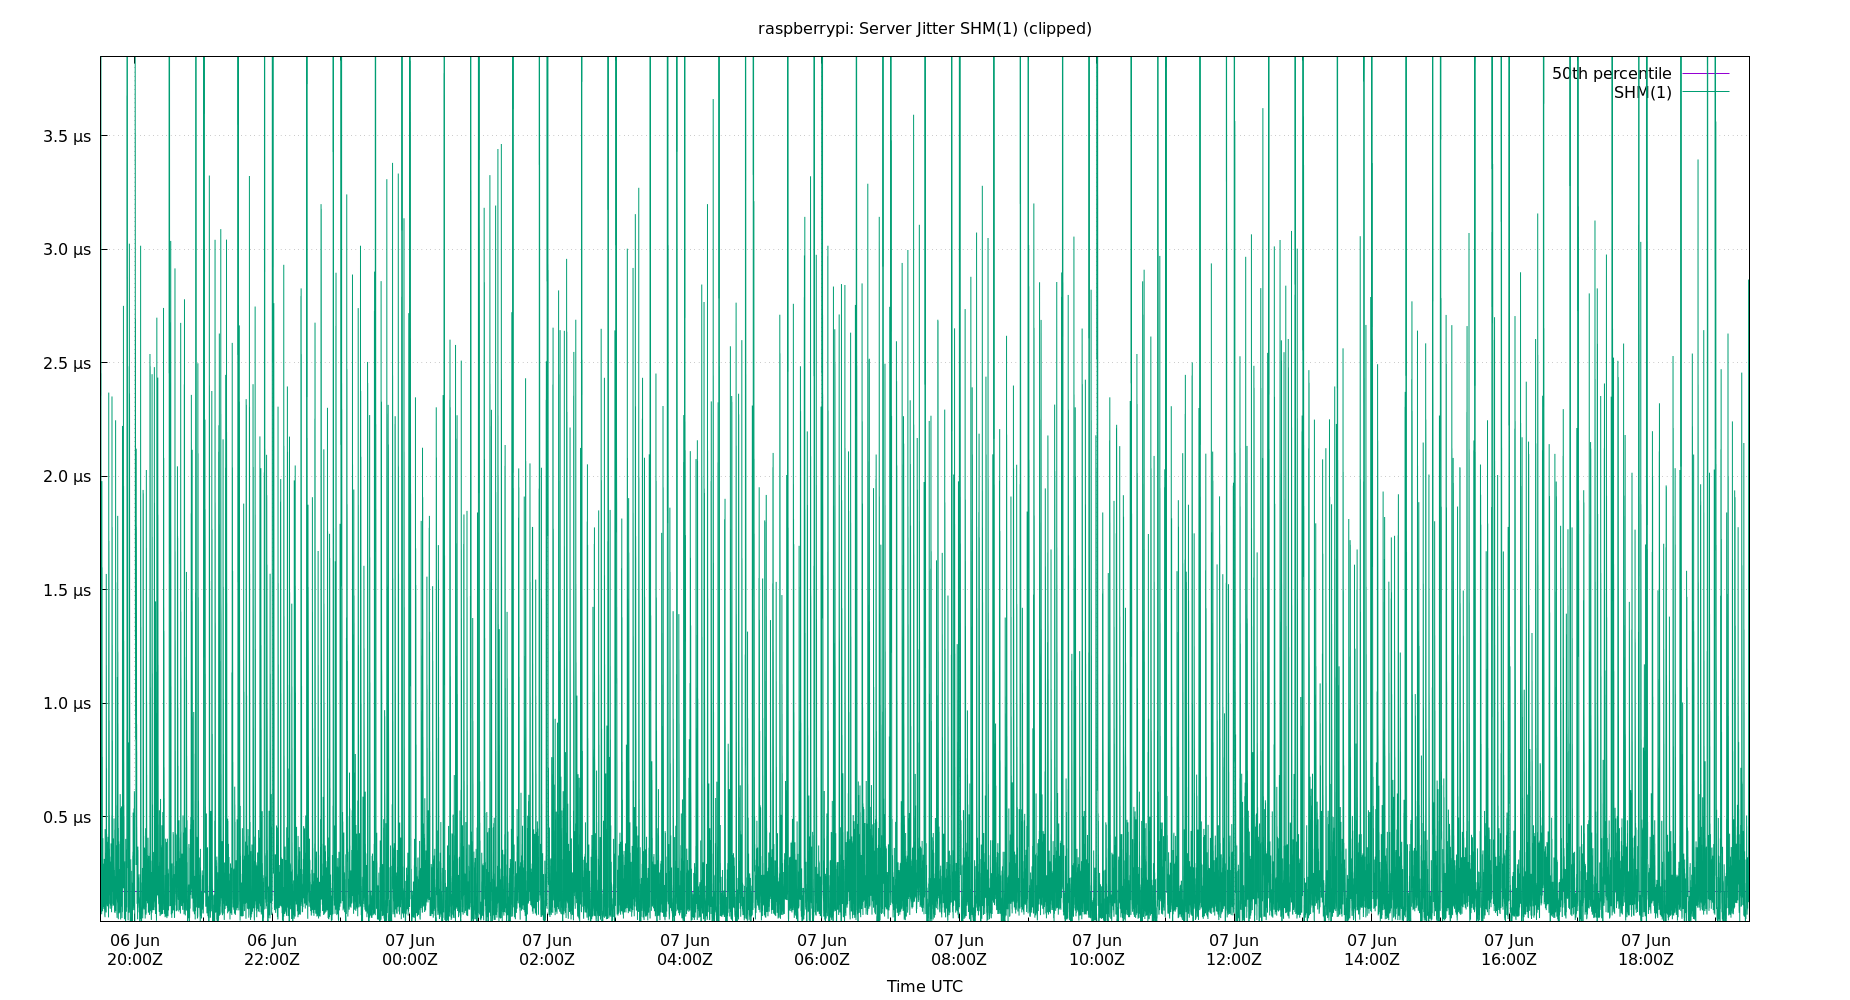 raspberrypi: Server Jitter SHM(1) (clipped)
50th percentile
SHM(1)
3.5 µs
3.0 µs
2.5 µs
2.0 µs
1.5 µs
1.0 µs
0.5 µs
06 Jun 06 Jun 07 Jun 07 Jun 07 Jun 07 Jun 07 Jun 07 Jun 07 Jun 07 Jun 07 Jun 07 Jun
20:00Z 22:00Z 00:00Z 02:00Z 04:00Z 06:00Z 08:00Z 10:00Z 12:00Z 14:00Z 16:00Z 18:00Z
Time UTC